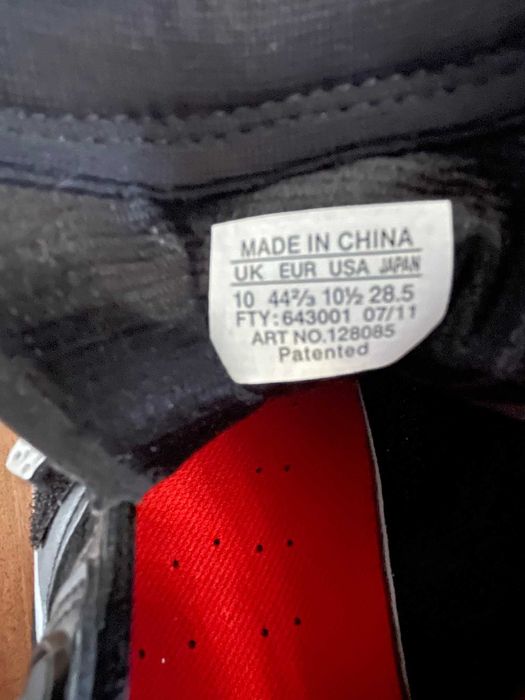 MADE IN CHINA
UK EUR USA JAPAN
10 44⅔ 10½ 28.5
FTY:643001 07/11
ART NO.128085
Patented